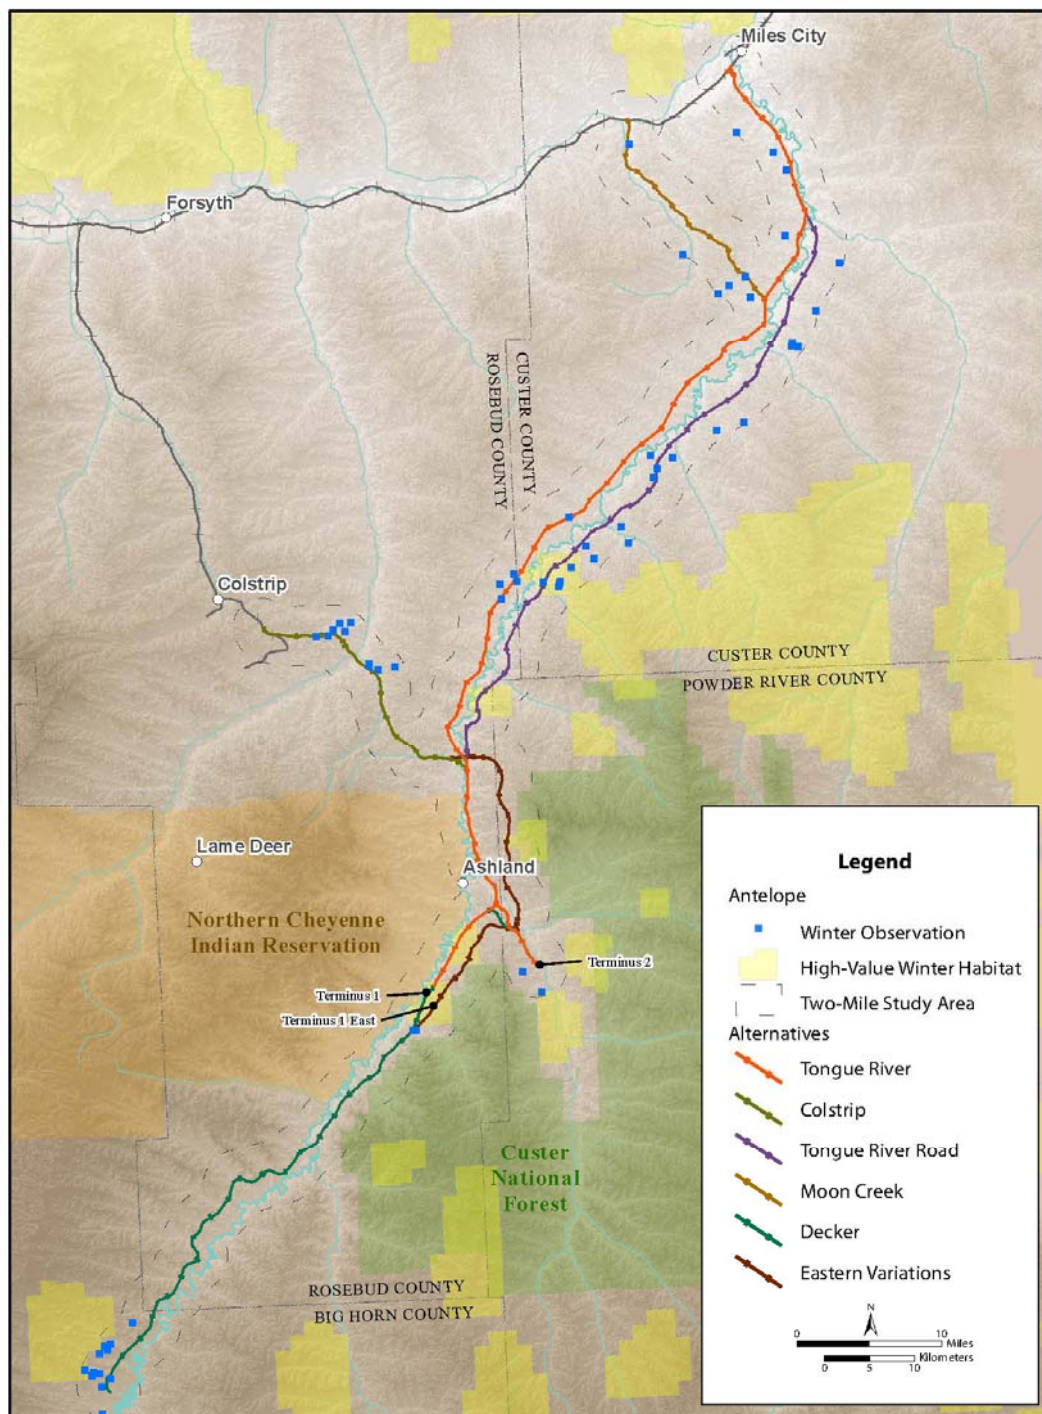 Miles City
Forsyth
CUSTER COUNTY
ROSEBUD COUNTY
Colstrip
CUSTER COUNTY
POWDER RIVER COUNTY
Lame Deer
Ashland
Northern Cheyenne
Indian Reservation
Terminus 2
Terminus 1
Terminus 1 East
Custer
National
Forest
ROSEBUD COUNTY
BIG HORN COUNTY
Legend
Antelope
Winter Observation
High-Value Winter Habitat
Two-Mile Study Area
Alternatives
Tongue River
Colstrip
Tongue River Road
Moon Creek
Decker
Eastern Variations
N
0 10
Miles
Kilometers
0 5 10